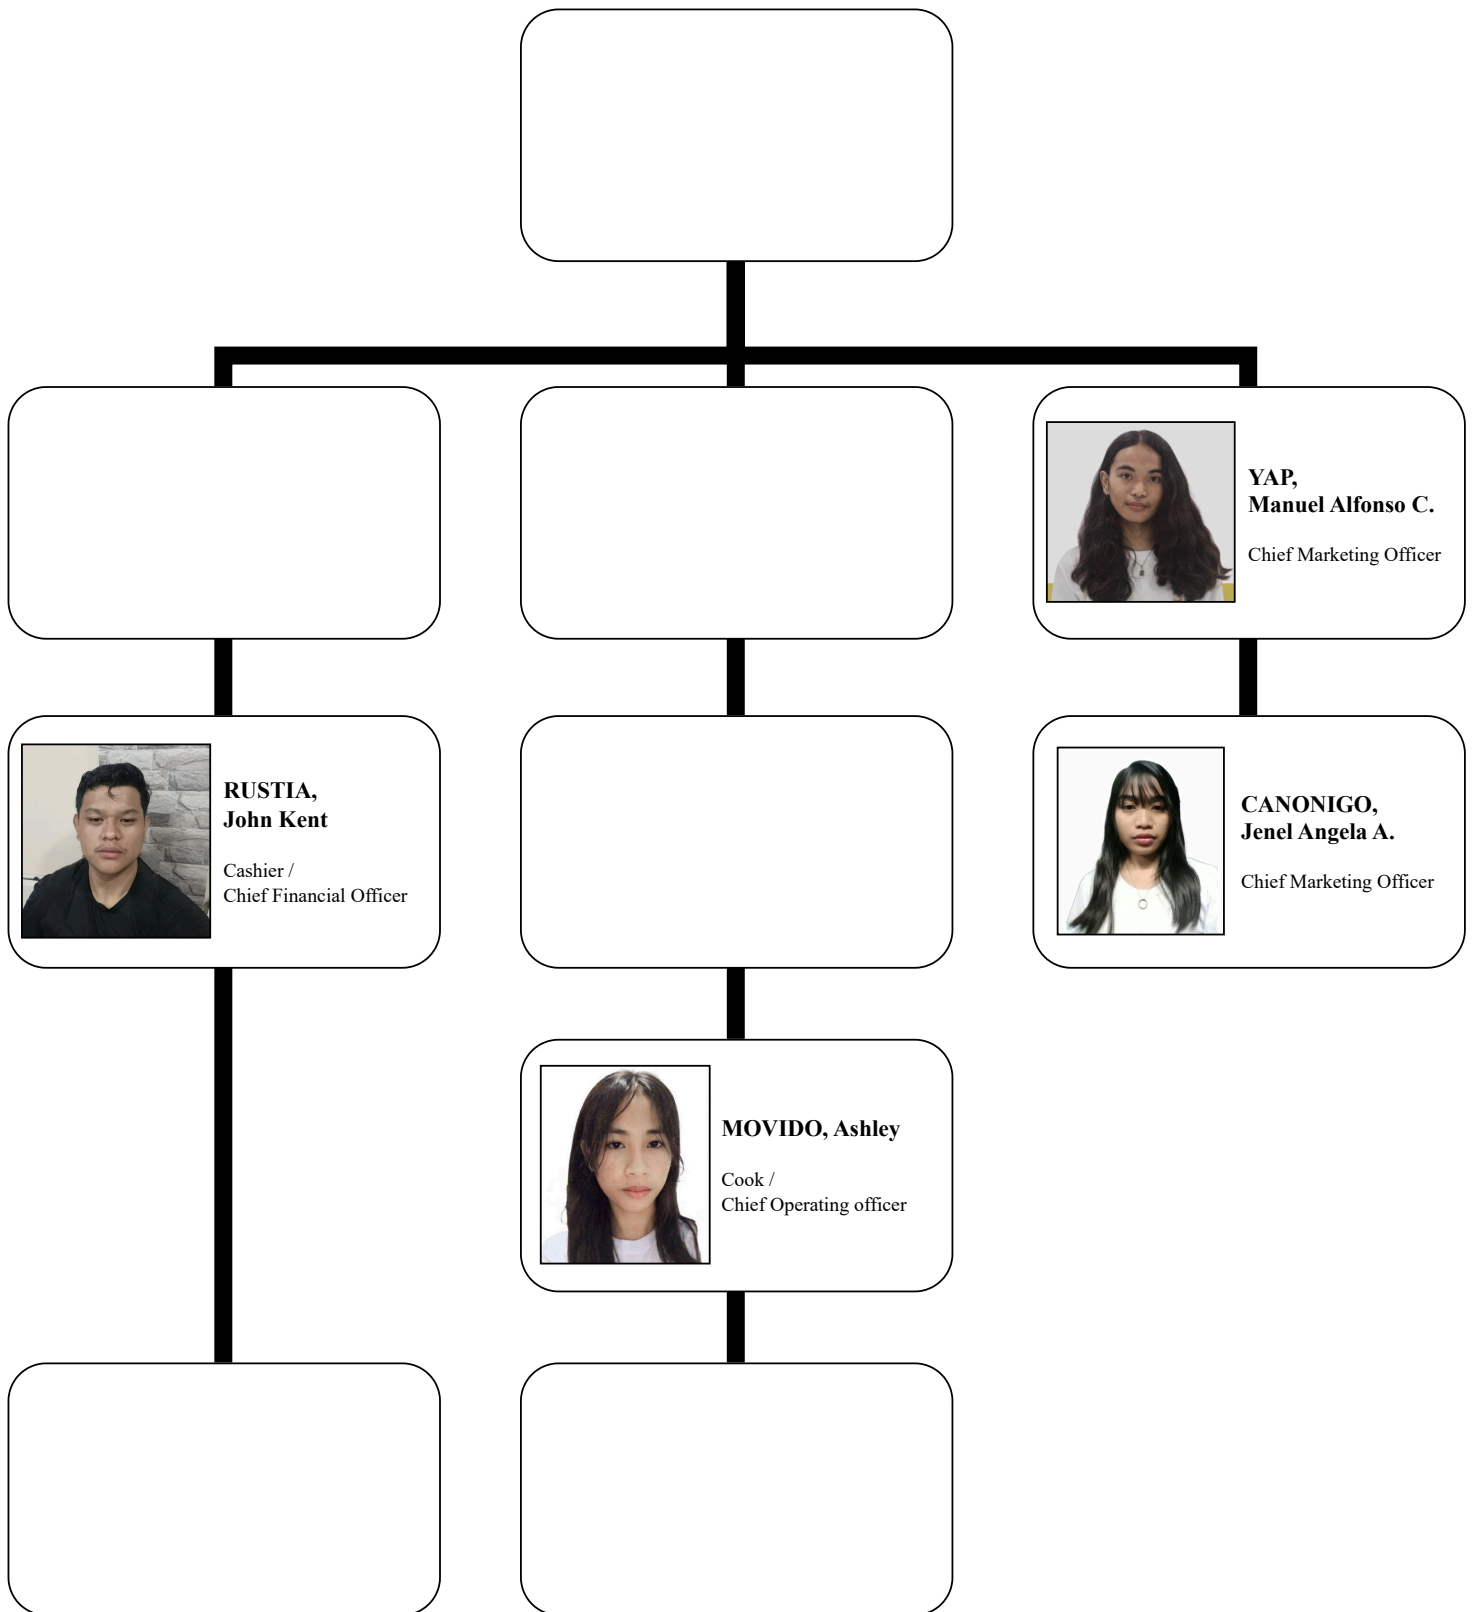 YAP,
Manuel Alfonso C.
Chief Marketing Officer
RUSTIA,
John Kent
Cashier /
Chief Financial Officer
CANONIGO,
Jenel Angela A.
Chief Marketing Officer
MOVIDO, Ashley
Cook /
Chief Operating officer